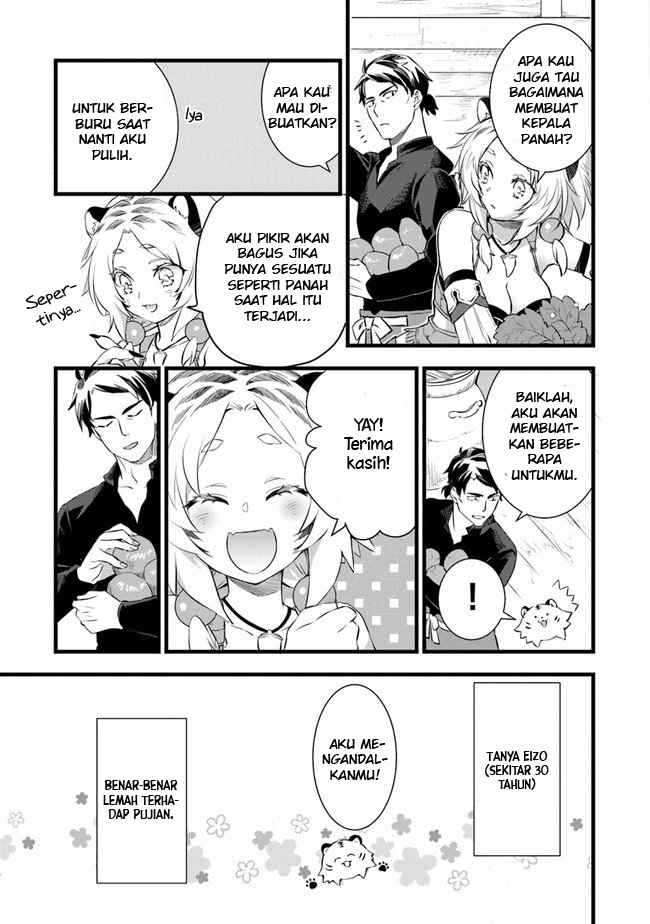 APA KAU
JUGA TAU
BAGAIMANA
MEMBUAT
KEPALA
PANAH?
APA KAU
MAU DI-
BUATKAN?
Iya
UNTUK BER-
BURU SAAT
NANTI AKU
PULIH.
AKU PIKIR AKAN
BAGUS JIKA
PUNYA SESUATU
SEPERTI PANAH
SAAT HAL ITU
TERJADI...
Seper-
tinya...
BAIKLAH,
AKU AKAN
MEMBUAT-
KAN BEBE-
RAPA UNTUKMU.
!
YAY!
Terima
kasih!
TANYA EIZO
(SEKITAR 30
TAHUN)
AKU ME-
NGANDAL-
KANMU!
BENAR-BENAR
LEMAH TERHA-
DAP PUJIAN.